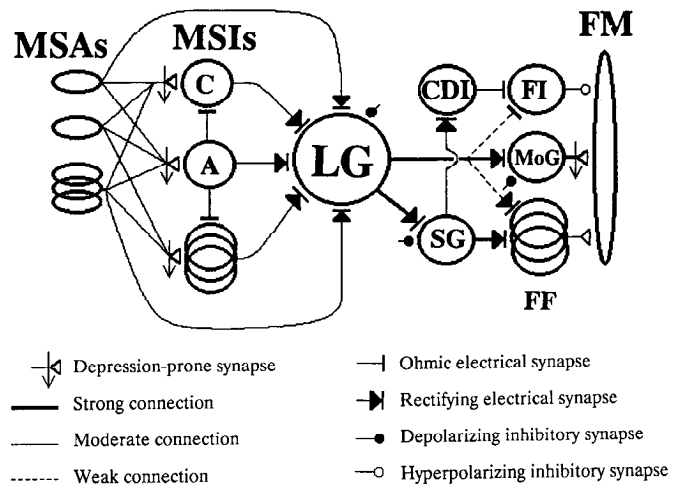 MSAs
MSIs
FM
C
A
LG
CDI
FI
MoG
SG
FF
Depression-prone synapse
Strong connection
Moderate connection
Weak connection
Ohmic electrical synapse
Rectifying electrical synapse
Depolarizing inhibitory synapse
Hyperpolarizing inhibitory synapse